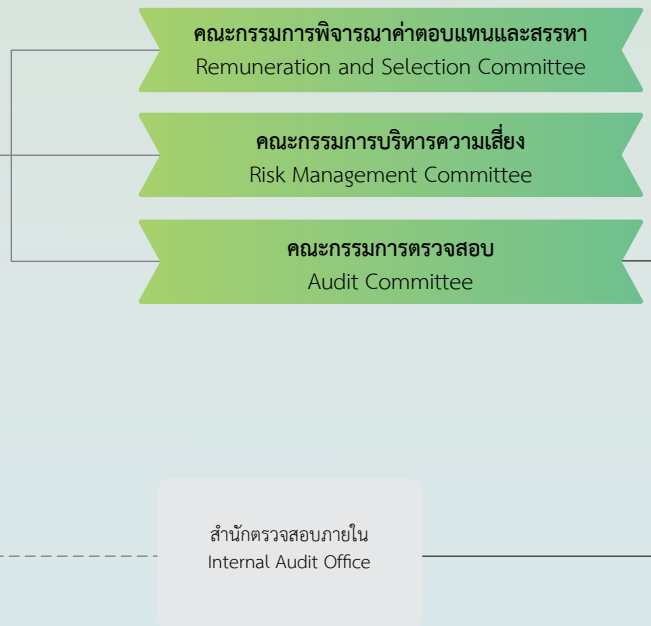 คณะกรรมการพิจารณาค่าตอบแทนและสรรหา
Remuneration and Selection Committee
คณะกรรมการบริหารความเสี่ยง
Risk Management Committee
คณะกรรมการตรวจสอบ
Audit Committee
สำนักตรวจสอบภายใน
Internal Audit Office